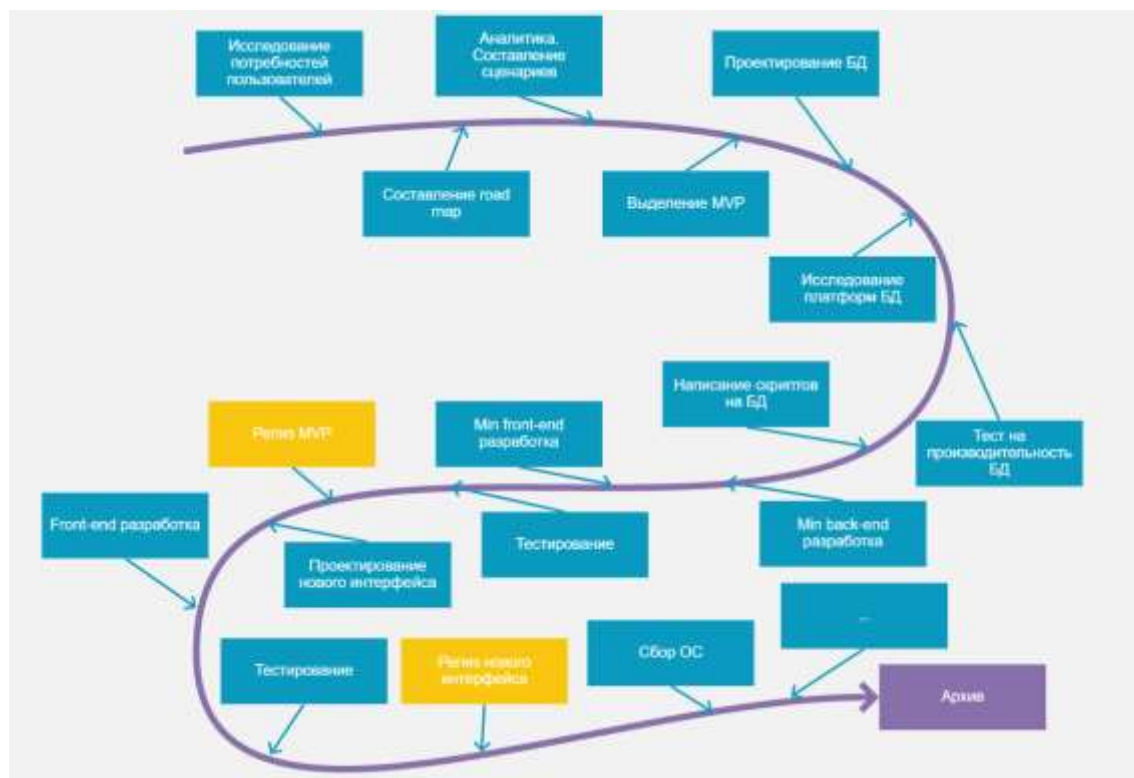 Исследование
потребностей
пользователей
Составление road
map
Аналитика.
Составление
сценариев
Выделение MVP
Проектирование БД
Исследование
платформ БД
Тест на
производительность
БД
Написание скриптов
на БД
Min back-end
разработка
Min front-end
разработка
Тестирование
Релиз MVP
Проектирование
нового интерфейса
Front-end разработка
Тестирование
Релиз нового
интерфейса
Сбор ОС
...
Архив